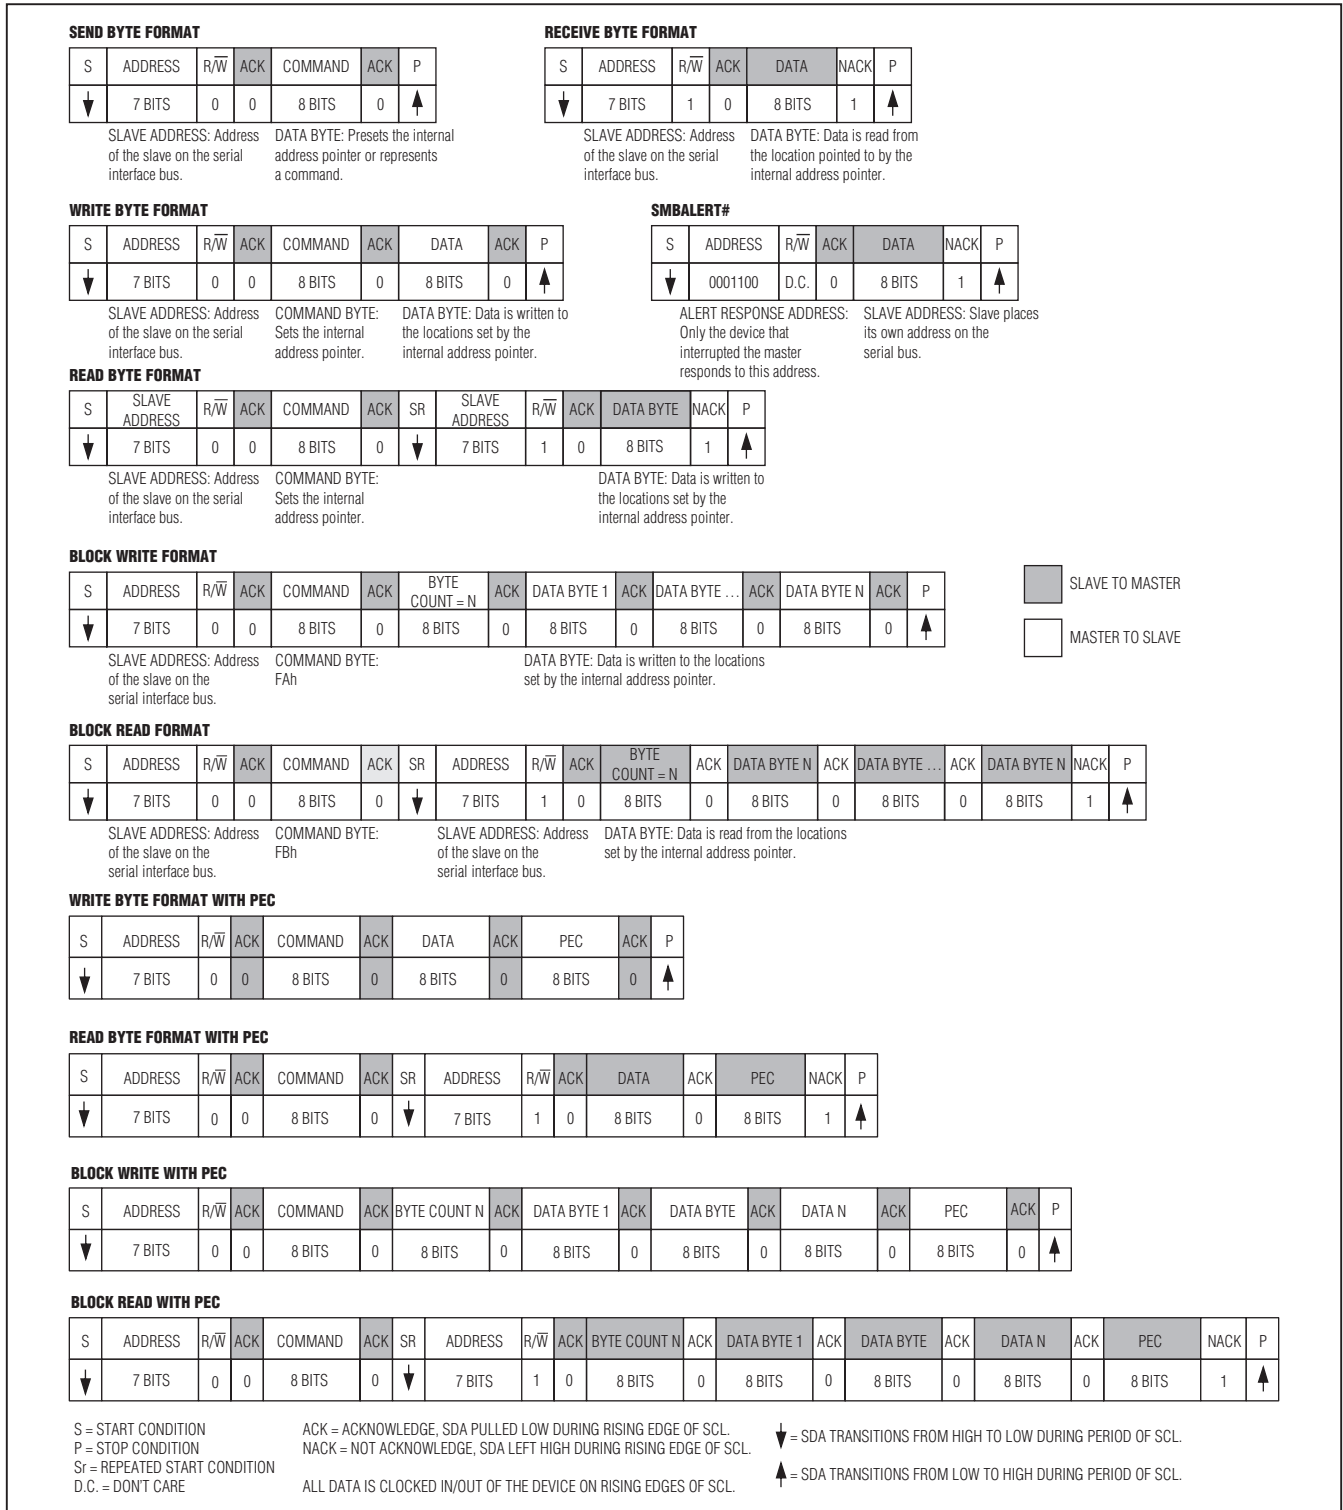 SEND BYTE FORMAT
S ADDRESS R/W̅ ACK COMMAND ACK P
7 BITS 0 0 8 BITS 0
SLAVE ADDRESS: Address
of the slave on the serial
interface bus.
DATA BYTE: Presets the internal
address pointer or represents
a command.
RECEIVE BYTE FORMAT
S ADDRESS R/W̅ ACK DATA NACK P
7 BITS 1 0 8 BITS 1
SLAVE ADDRESS: Address
of the slave on the serial
interface bus.
DATA BYTE: Data is read from
the location pointed to by the
internal address pointer.
WRITE BYTE FORMAT
S ADDRESS R/W̅ ACK COMMAND ACK DATA ACK P
7 BITS 0 0 8 BITS 0 8 BITS 0
SLAVE ADDRESS: Address
of the slave on the serial
interface bus.
COMMAND BYTE:
Sets the internal
address pointer.
DATA BYTE: Data is written to
the locations set by the
internal address pointer.
SMBALERT#
S ADDRESS R/W̅ ACK DATA NACK P
0001100 D.C. 0 8 BITS 1
ALERT RESPONSE ADDRESS:
Only the device that
interrupted the master
responds to this address.
SLAVE ADDRESS: Slave places
its own address on the
serial bus.
READ BYTE FORMAT
S SLAVE ADDRESS R/W̅ ACK COMMAND ACK SR SLAVE ADDRESS R/W̅ ACK DATA BYTE NACK P
7 BITS 0 0 8 BITS 0 7 BITS 1 0 8 BITS 1
SLAVE ADDRESS: Address
of the slave on the serial
interface bus.
COMMAND BYTE:
Sets the internal
address pointer.
DATA BYTE: Data is written to
the locations set by the
internal address pointer.
BLOCK WRITE FORMAT
S ADDRESS R/W̅ ACK COMMAND ACK BYTE COUNT = N ACK DATA BYTE 1 ACK DATA BYTE … ACK DATA BYTE N ACK P
7 BITS 0 0 8 BITS 0 8 BITS 0 8 BITS 0 8 BITS 0 8 BITS 0
SLAVE ADDRESS: Address
of the slave on the
serial interface bus.
COMMAND BYTE:
FAh
DATA BYTE: Data is written to the locations
set by the internal address pointer.
SLAVE TO MASTER
MASTER TO SLAVE
BLOCK READ FORMAT
S ADDRESS R/W̅ ACK COMMAND ACK SR ADDRESS R/W̅ ACK BYTE COUNT = N ACK DATA BYTE N ACK DATA BYTE … ACK DATA BYTE N NACK P
7 BITS 0 0 8 BITS 0 7 BITS 1 0 8 BITS 0 8 BITS 0 8 BITS 0 8 BITS 1
SLAVE ADDRESS: Address
of the slave on the
serial interface bus.
COMMAND BYTE:
FBh
SLAVE ADDRESS: Address
of the slave on the
serial interface bus.
DATA BYTE: Data is read from the locations
set by the internal address pointer.
WRITE BYTE FORMAT WITH PEC
S ADDRESS R/W̅ ACK COMMAND ACK DATA ACK PEC ACK P
7 BITS 0 0 8 BITS 0 8 BITS 0 8 BITS 0
READ BYTE FORMAT WITH PEC
S ADDRESS R/W̅ ACK COMMAND ACK SR ADDRESS R/W̅ ACK DATA ACK PEC NACK P
7 BITS 0 0 8 BITS 0 7 BITS 1 0 8 BITS 0 8 BITS 1
BLOCK WRITE WITH PEC
S ADDRESS R/W̅ ACK COMMAND ACK BYTE COUNT N ACK DATA BYTE 1 ACK DATA BYTE ACK DATA N ACK PEC ACK P
7 BITS 0 0 8 BITS 0 8 BITS 0 8 BITS 0 8 BITS 0 8 BITS 0 8 BITS 0
BLOCK READ WITH PEC
S ADDRESS R/W̅ ACK COMMAND ACK SR ADDRESS R/W̅ ACK BYTE COUNT N ACK DATA BYTE 1 ACK DATA BYTE ACK DATA N ACK PEC NACK P
7 BITS 0 0 8 BITS 0 7 BITS 1 0 8 BITS 0 8 BITS 0 8 BITS 0 8 BITS 0 8 BITS 1
S = START CONDITION
P = STOP CONDITION
Sr = REPEATED START CONDITION
D.C. = DON'T CARE
ACK = ACKNOWLEDGE, SDA PULLED LOW DURING RISING EDGE OF SCL.
NACK = NOT ACKNOWLEDGE, SDA LEFT HIGH DURING RISING EDGE OF SCL.
ALL DATA IS CLOCKED IN/OUT OF THE DEVICE ON RISING EDGES OF SCL.
= SDA TRANSITIONS FROM HIGH TO LOW DURING PERIOD OF SCL.
= SDA TRANSITIONS FROM LOW TO HIGH DURING PERIOD OF SCL.